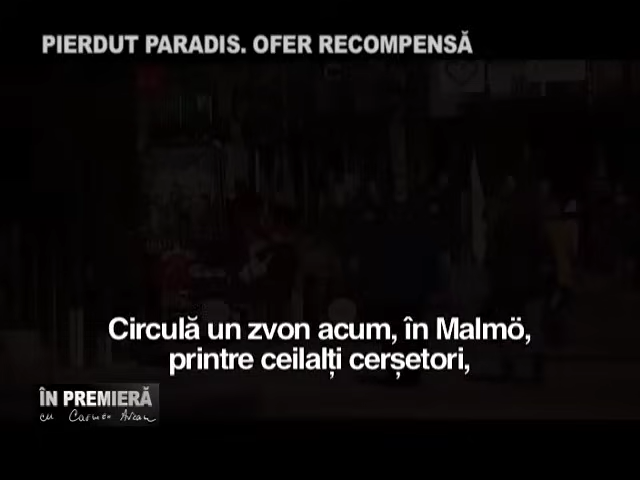 PIERDUT PARADIS. OFER RECOMPENSĂ
Circulă un zvon acum, în Malmö,
printre ceilalți cerșetori,
ÎN PREMIERĂ
cu Carmen Avram